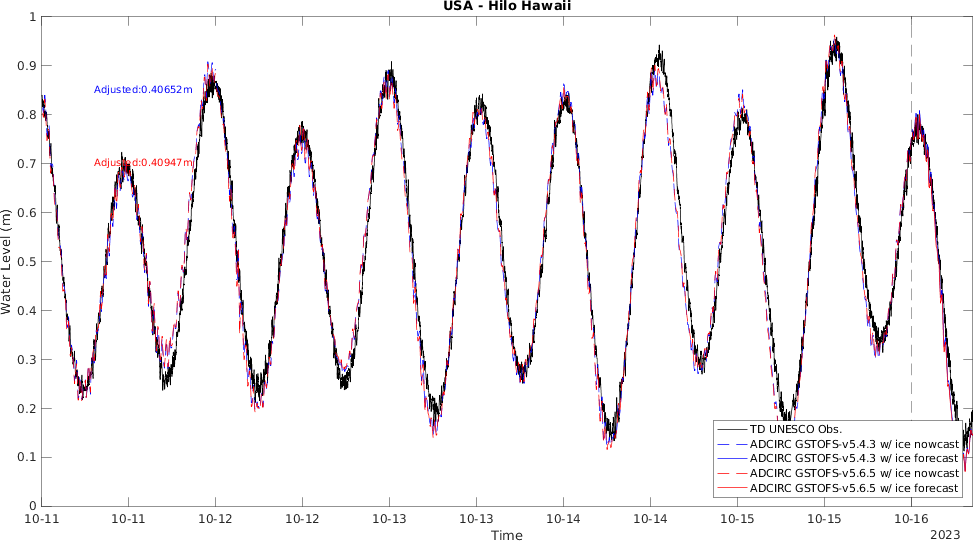 USA - Hilo Hawaii
1
0.9
0.8
0.7
0.6
0.5
0.4
0.3
0.2
0.1
0
Water Level (m)
Adjusted:0.40652m
Adjusted:0.40947m
TD UNESCO Obs.
ADCIRC GSTOFS-v5.4.3 w/ ice nowcast
ADCIRC GSTOFS-v5.4.3 w/ ice forecast
ADCIRC GSTOFS-v5.6.5 w/ ice nowcast
ADCIRC GSTOFS-v5.6.5 w/ ice forecast
10-11 10-11 10-12 10-12 10-13 10-13 10-14 10-14 10-15 10-15 10-16
Time
2023